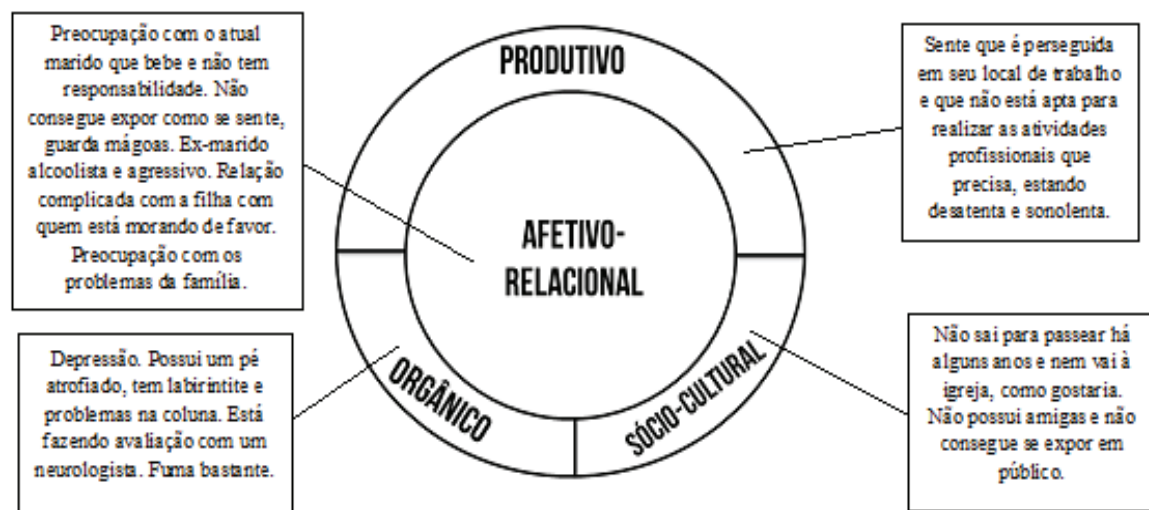 Preocupação com o atual
marido que bebe e não tem
responsabilidade. Não
consegue expor como se sente,
guarda mágoas. Ex-marido
alcoolista e agressivo. Relação
complicada com a filha com
quem está morando de favor.
Preocupação com os
problemas da família.
PRODUTIVO
Sente que é perseguida
em seu local de trabalho
e que não está apta para
realizar as atividades
profissionais que
precisa, estando
desatenta e sonolenta.
AFETIVO-
RELACIONAL
Depressão. Possui um pé
atrofiado, tem labirintite e
problemas na coluna. Está
fazendo avaliação com um
neurologista. Fuma bastante.
ORGÂNICO
SÓCIO-CULTURAL
Não sai para passear há
alguns anos e nem vai à
igreja, como gostaria.
Não possui amigas e não
consegue se expor em
público.